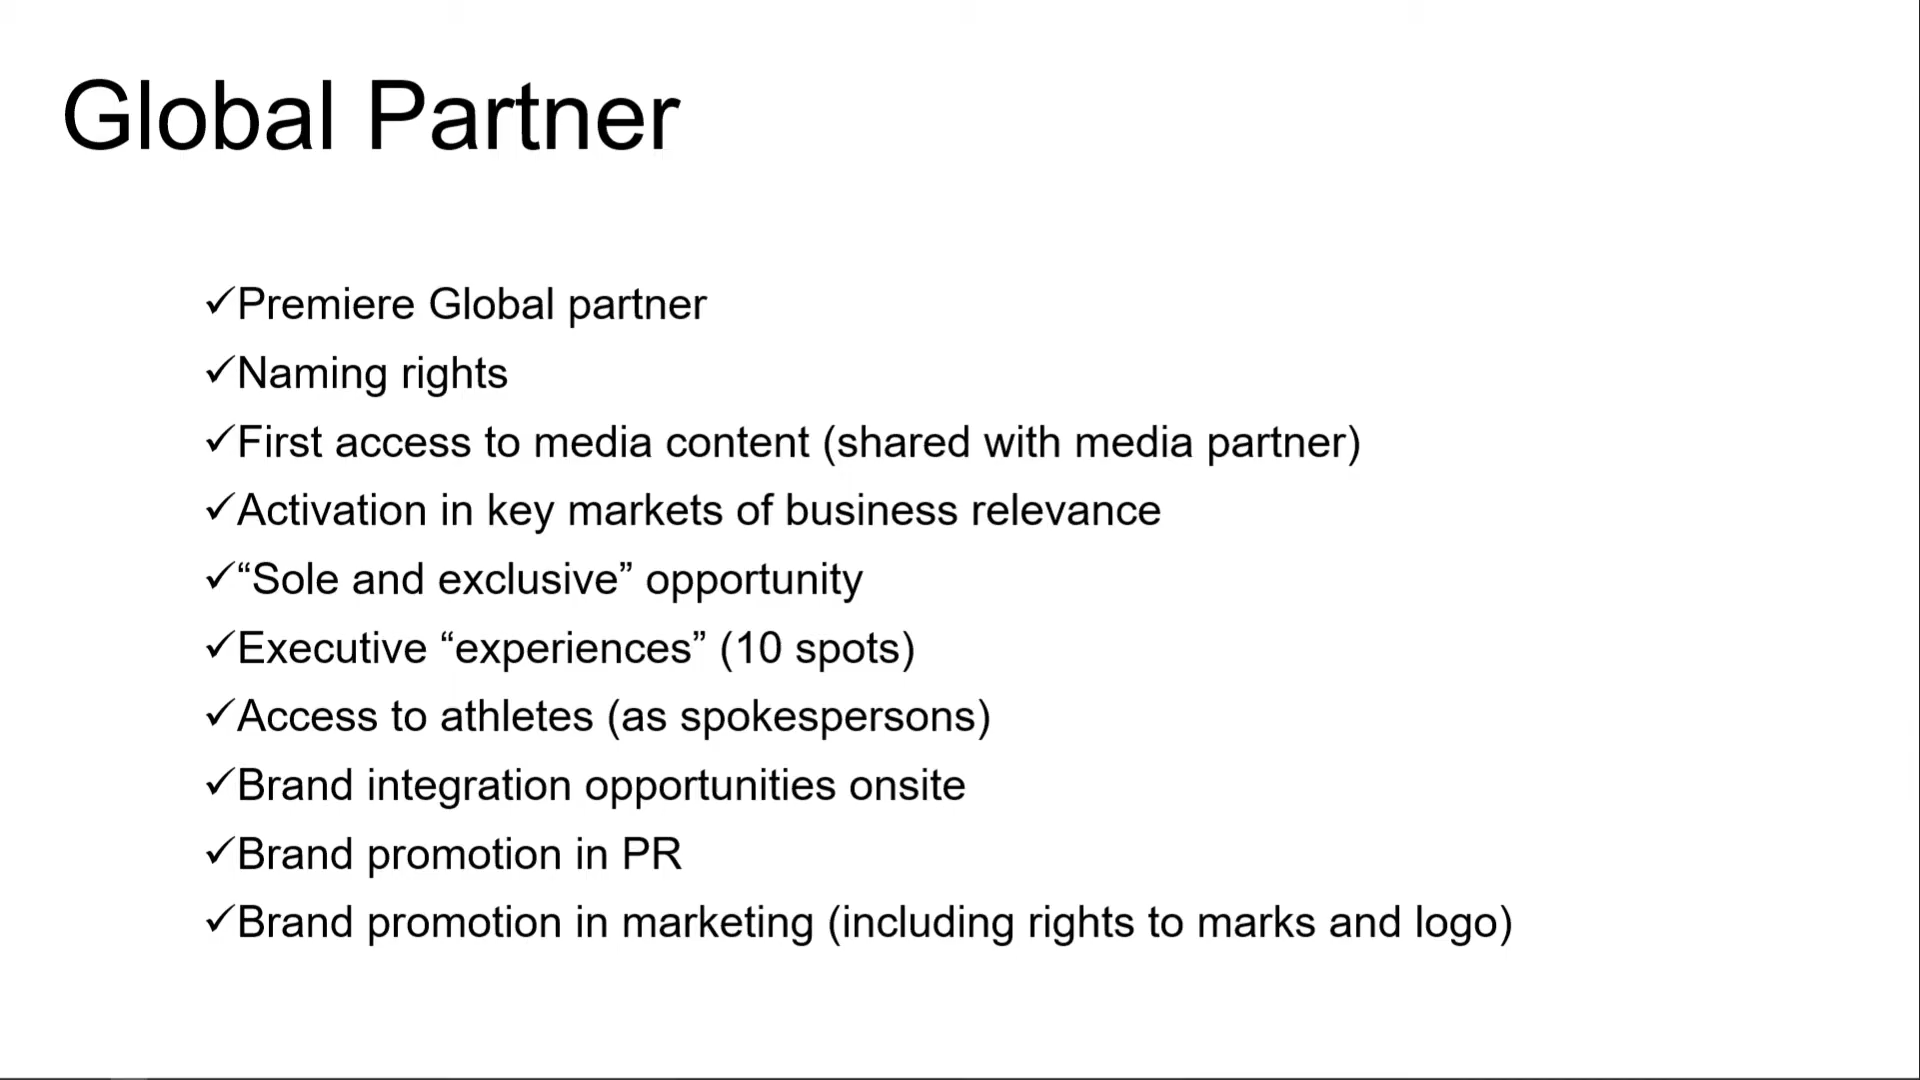 Global Partner
✓Premiere Global partner
✓Naming rights
✓First access to media content (shared with media partner)
✓Activation in key markets of business relevance
✓“Sole and exclusive” opportunity
✓Executive “experiences” (10 spots)
✓Access to athletes (as spokespersons)
✓Brand integration opportunities onsite
✓Brand promotion in PR
✓Brand promotion in marketing (including rights to marks and logo)